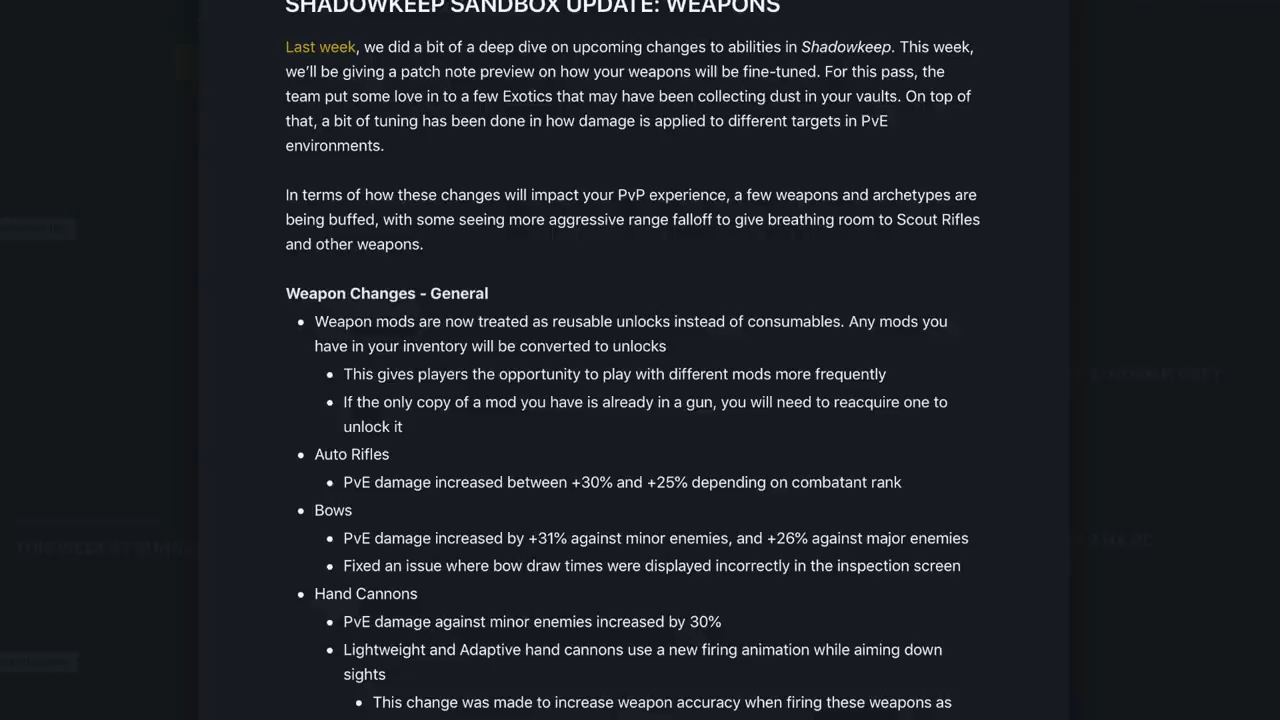 SHADOWKEEP SANDBOX UPDATE: WEAPONS
Last week, we did a bit of a deep dive on upcoming changes to abilities in Shadowkeep. This week,
we'll be giving a patch note preview on how your weapons will be fine-tuned. For this pass, the
team put some love in to a few Exotics that may have been collecting dust in your vaults. On top of
that, a bit of tuning has been done in how damage is applied to different targets in PvE
environments.
In terms of how these changes will impact your PvP experience, a few weapons and archetypes are
being buffed, with some seeing more aggressive range falloff to give breathing room to Scout Rifles
and other weapons.
Weapon Changes - General
• Weapon mods are now treated as reusable unlocks instead of consumables. Any mods you
have in your inventory will be converted to unlocks
• This gives players the opportunity to play with different mods more frequently
• If the only copy of a mod you have is already in a gun, you will need to reacquire one to
unlock it
• Auto Rifles
• PvE damage increased between +30% and +25% depending on combatant rank
• Bows
• PvE damage increased by +31% against minor enemies, and +26% against major enemies
• Fixed an issue where bow draw times were displayed incorrectly in the inspection screen
• Hand Cannons
• PvE damage against minor enemies increased by 30%
• Lightweight and Adaptive hand cannons use a new firing animation while aiming down
sights
• This change was made to increase weapon accuracy when firing these weapons as